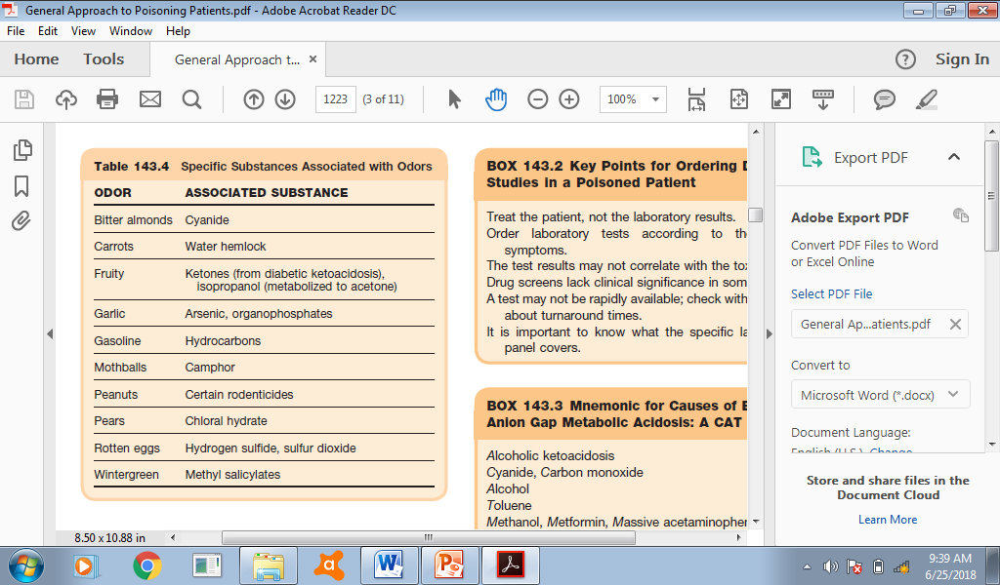 General Approach to Poisoning Patients.pdf - Adobe Acrobat Reader DC
File Edit View Window Help
Home Tools General Approach t... × ? Sign In
1223 (3 of 11) 100%
Table 143.4 Specific Substances Associated with Odors
ODOR ASSOCIATED SUBSTANCE
Bitter almonds Cyanide
Carrots Water hemlock
Fruity Ketones (from diabetic ketoacidosis),
isopropanol (metabolized to acetone)
Garlic Arsenic, organophosphates
Gasoline Hydrocarbons
Mothballs Camphor
Peanuts Certain rodenticides
Pears Chloral hydrate
Rotten eggs Hydrogen sulfide, sulfur dioxide
Wintergreen Methyl salicylates
BOX 143.2 Key Points for Ordering
Studies in a Poisoned Patient
Treat the patient, not the laboratory results.
Order laboratory tests according to
symptoms.
The test results may not correlate with the
Drug screens lack clinical significance in
A test may not be rapidly available; check with
about turnaround times.
It is important to know what the specific
panel covers.
BOX 143.3 Mnemonic for Causes of
Anion Gap Metabolic Acidosis: A CAT
Alcoholic ketoacidosis
Cyanide, Carbon monoxide
Alcohol
Toluene
Methanol, Metformin, Massive
8.50 x 10.88 in
Export PDF
Adobe Export PDF
Convert PDF Files to Word
or Excel Online
Select PDF File
General Ap...atients.pdf
Convert to
Microsoft Word (*.docx)
Document Language:
English (U.S.) Change
Store and share files in the
Document Cloud
Learn More
9:39 AM
6/25/2018